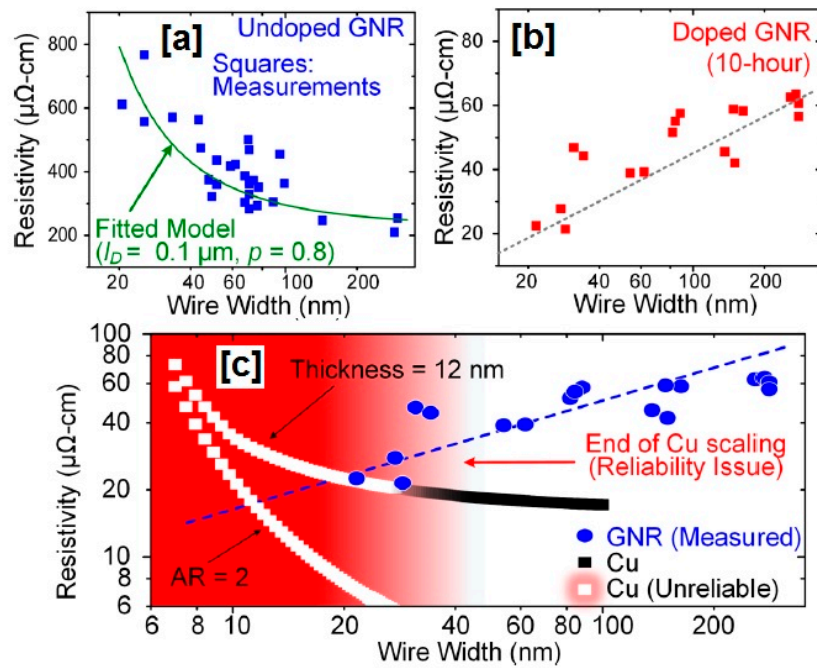 [a]
Undoped GNR
Squares:
Measurements
Fitted Model
(l_D = 0.1 μm, p = 0.8)
Resistivity (μΩ-cm)
800
600
400
200
20
40
100
200
Wire Width (nm)
[b]
Doped GNR
(10-hour)
Resistivity (μΩ-cm)
80
60
40
20
20
40
100
200
Wire Width (nm)
[c]
Thickness = 12 nm
End of Cu scaling
(Reliability Issue)
AR = 2
GNR (Measured)
Cu
Cu (Unreliable)
Resistivity (μΩ-cm)
100
80
60
40
20
10
8
6
6
8
10
20
40
60
80
100
200
Wire Width (nm)